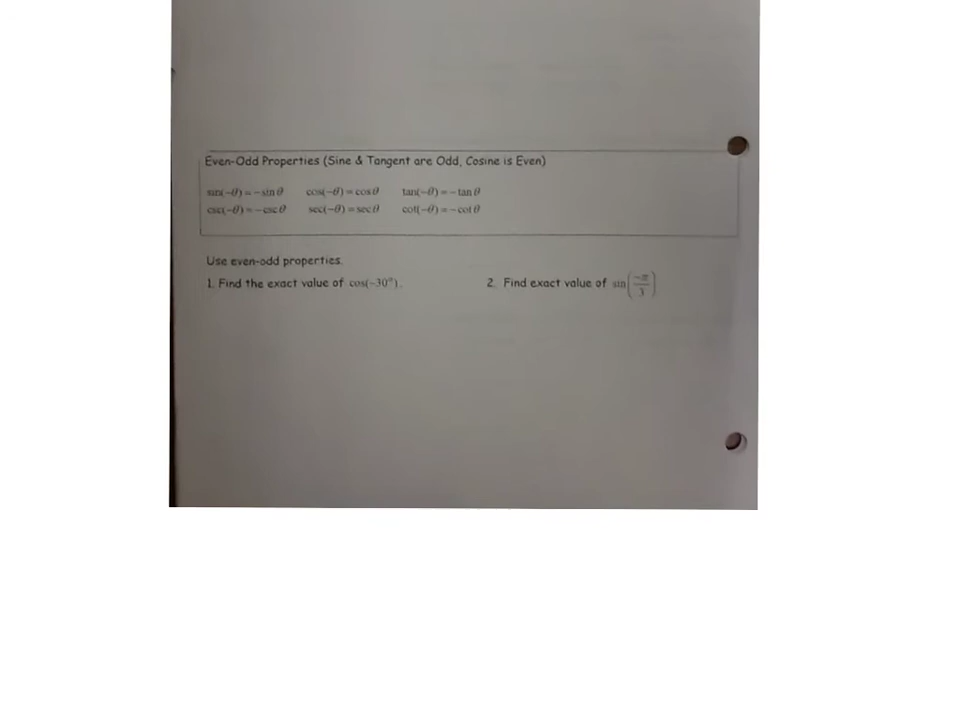 Even-Odd Properties (Sine & Tangent are Odd, Cosine is Even)
sin(−θ) = −sin θ cos(−θ) = cos θ tan(−θ) = −tan θ
csc(−θ) = −csc θ sec(−θ) = sec θ cot(−θ) = −cot θ
Use even-odd properties.
1. Find the exact value of cos(−30°). 2. Find exact value of sin(−π/3)